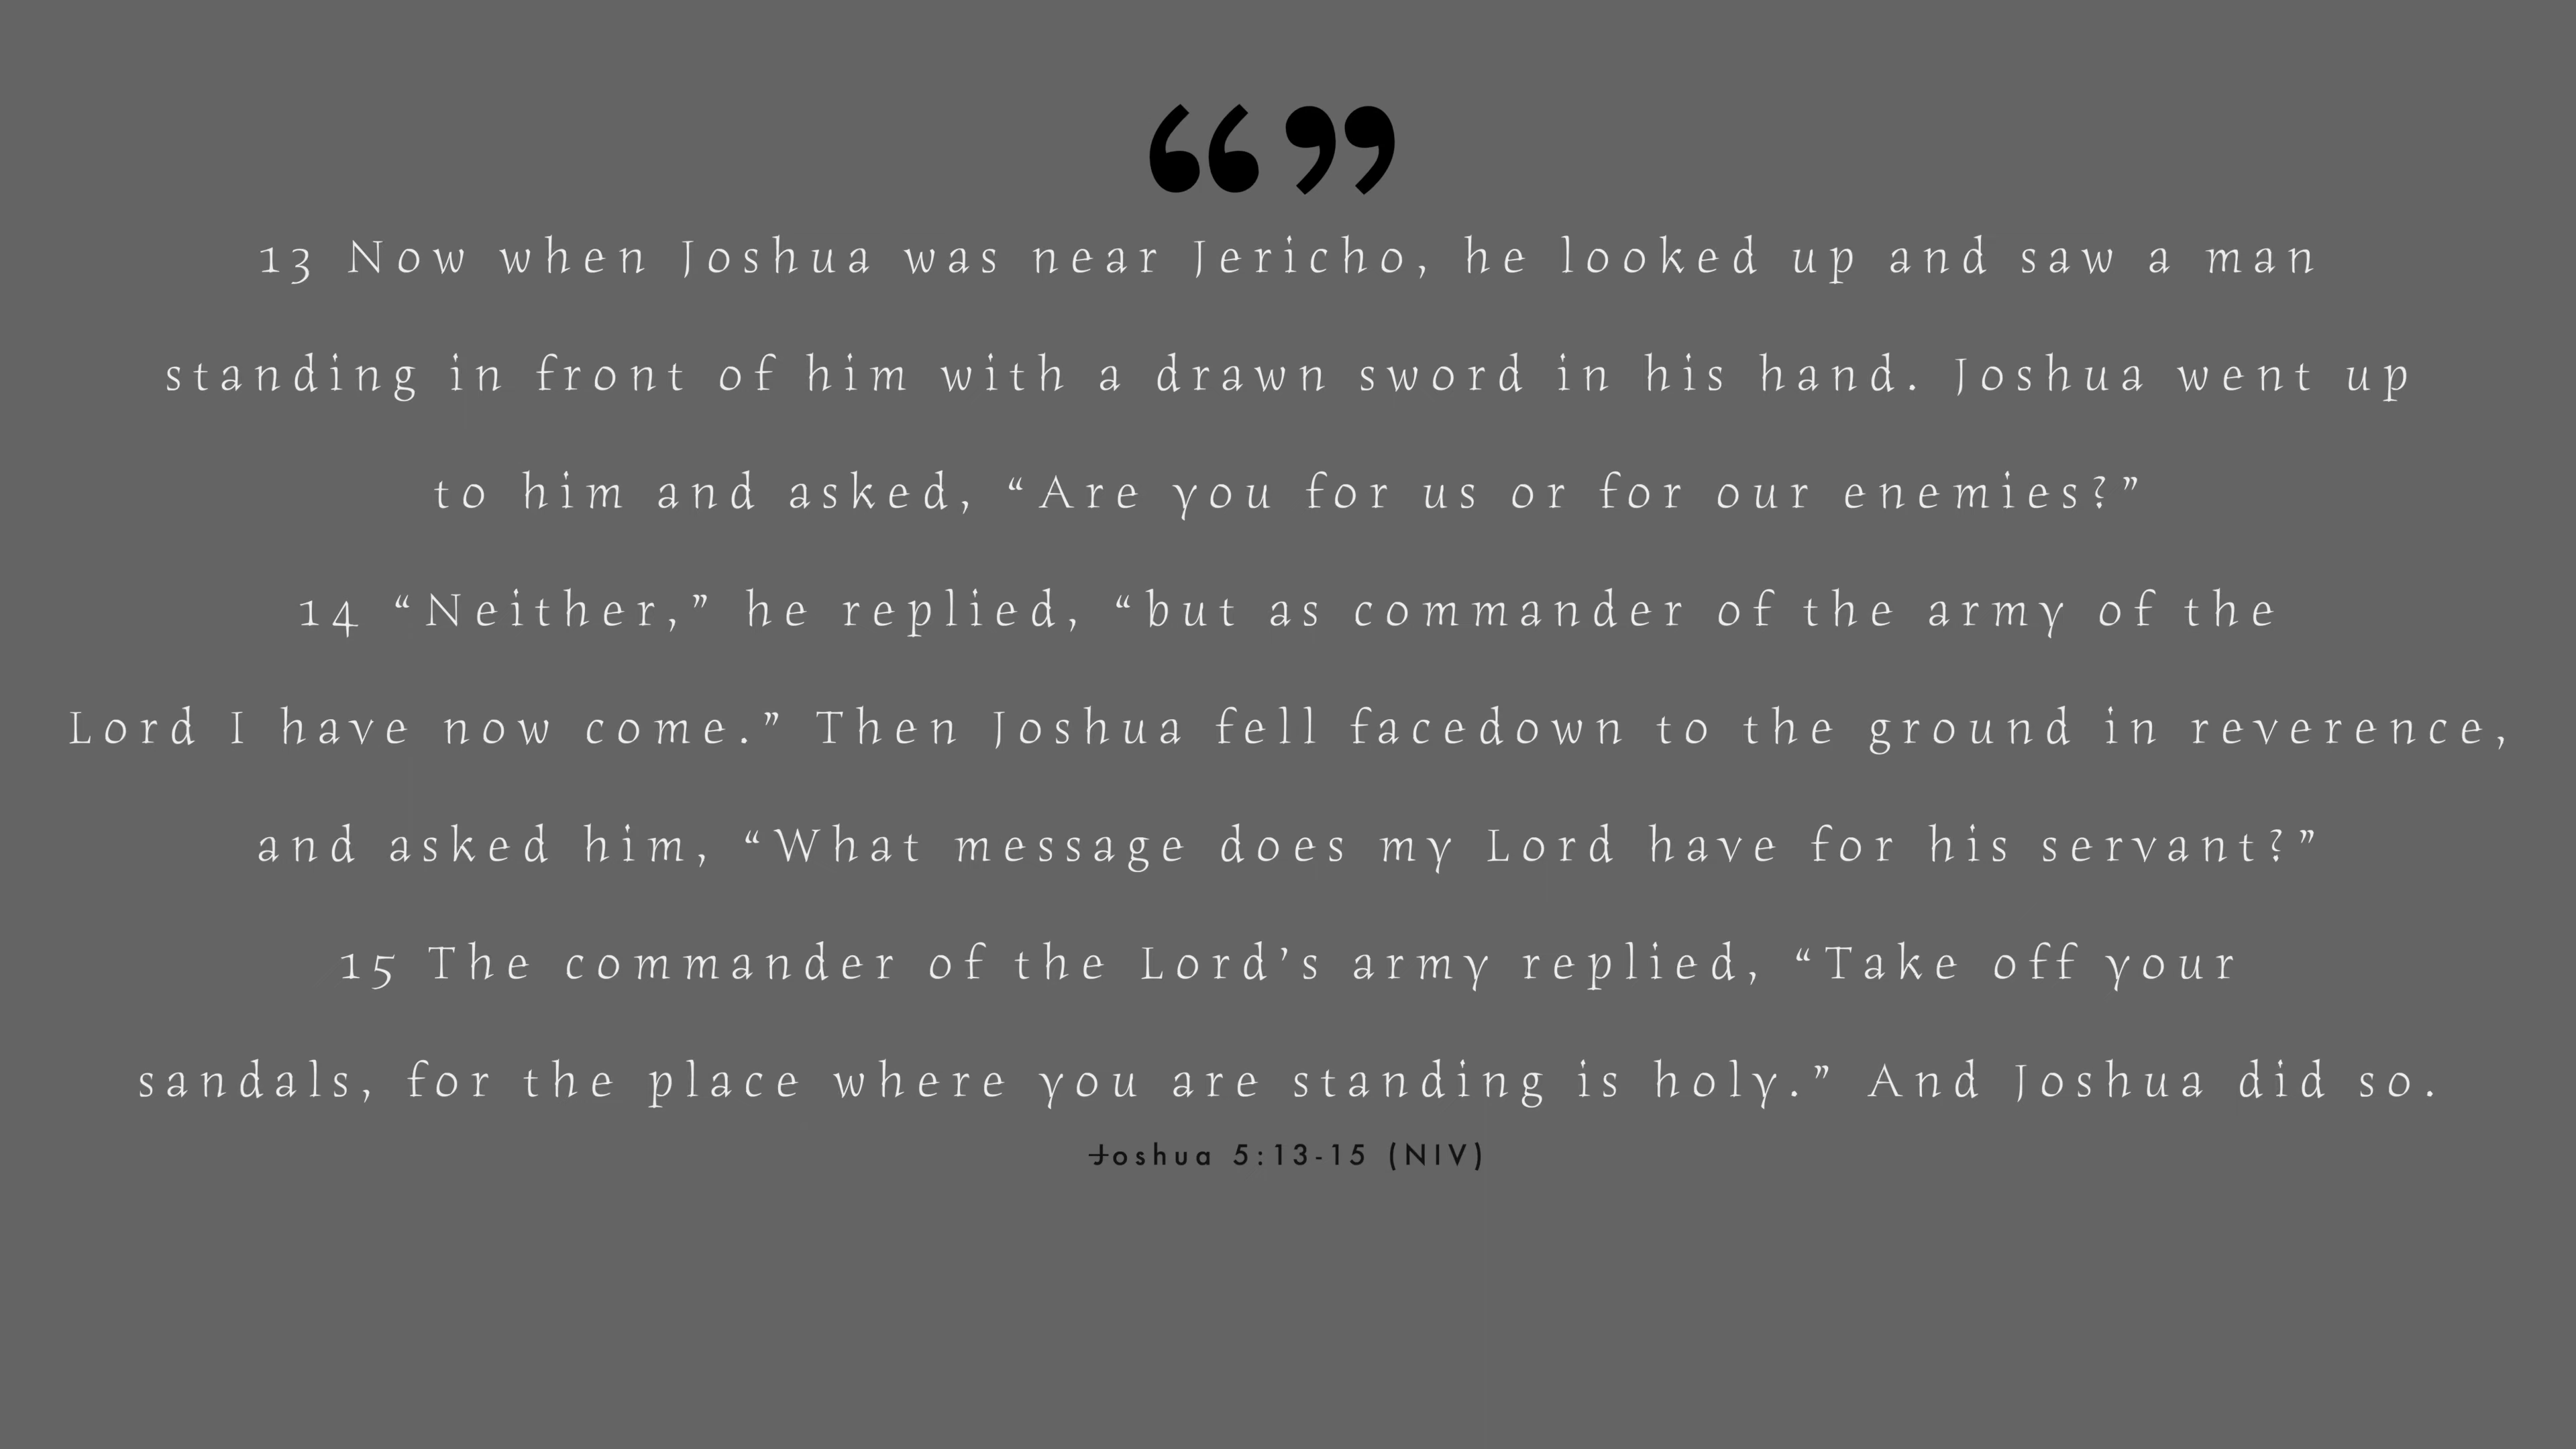 “ ”
13 Now when Joshua was near Jericho, he looked up and saw a man
standing in front of him with a drawn sword in his hand. Joshua went up
to him and asked, “Are you for us or for our enemies?”
14 “Neither,” he replied, “but as commander of the army of the
Lord I have now come.” Then Joshua fell facedown to the ground in reverence,
and asked him, “What message does my Lord have for his servant?”
15 The commander of the Lord’s army replied, “Take off your
sandals, for the place where you are standing is holy.” And Joshua did so.
Joshua 5:13-15 (NIV)